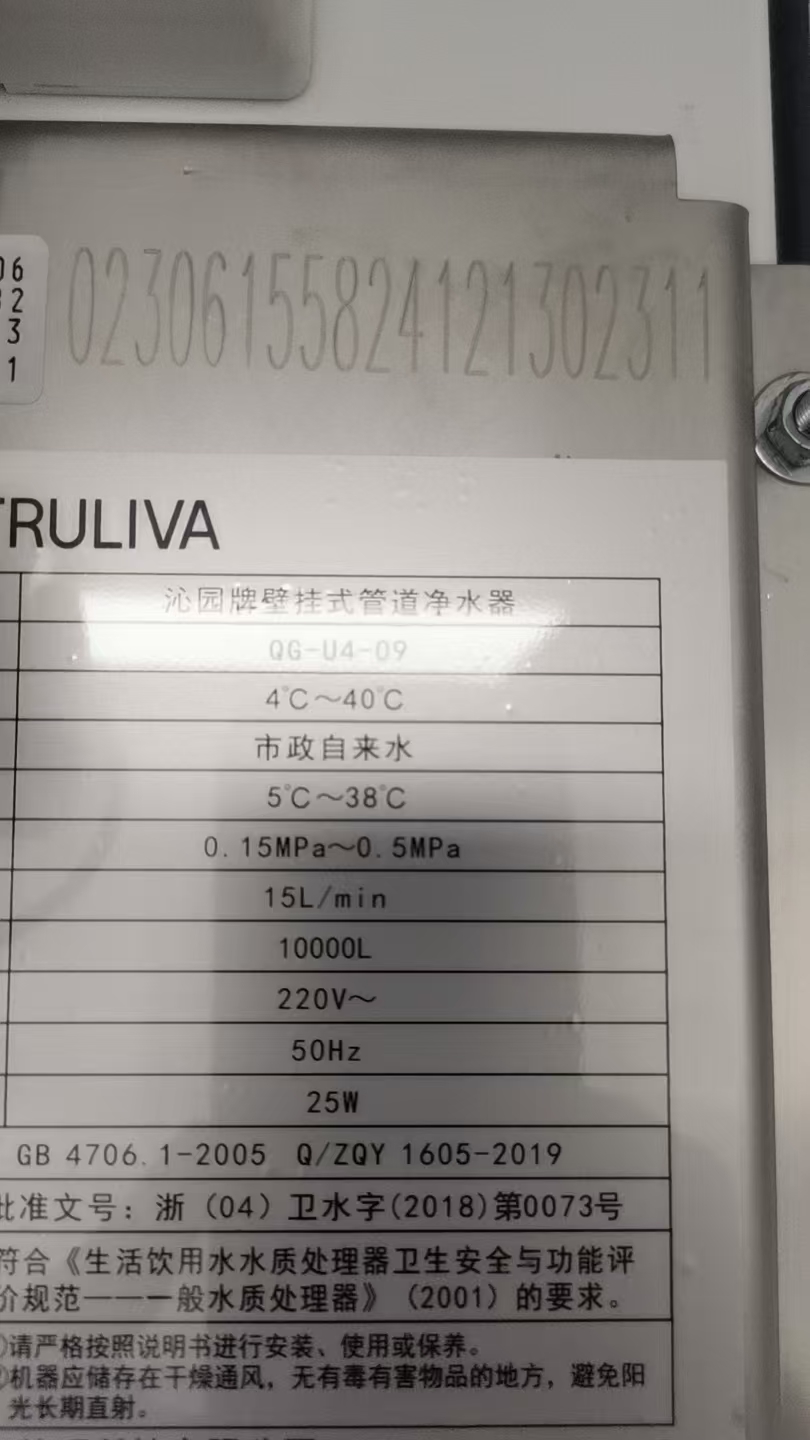 06
2
3
1
02306155824121302311
TRULIVA
沁园牌壁挂式管道净水器
QG-U4-09
4℃～40℃
市政自来水
5℃～38℃
0.15MPa～0.5MPa
15L/min
10000L
220V～
50Hz
25W
GB 4706.1-2005 Q/ZQY 1605-2019
批准文号：浙（04）卫水字(2018)第0073号
符合《生活饮用水水质处理器卫生安全与功能评
价规范——一般水质处理器》（2001）的要求。
请严格按照说明书进行安装、使用或保养。
机器应储存在干燥通风，无有毒有害物品的地方，避免阳
光长期直射。